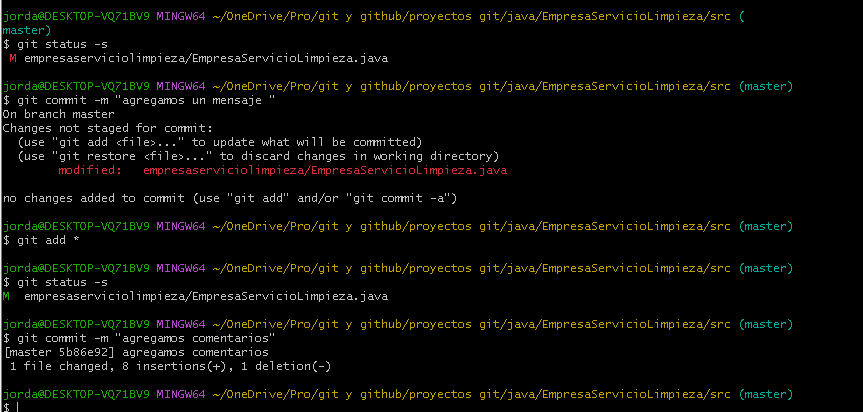 jorda@DESKTOP-VQ71BV9 MINGW64 ~/OneDrive/Pro/git y github/proyectos git/java/EmpresaServicioLimpieza/src (
master)
$ git status -s
 M empresaserviciolimpieza/EmpresaServicioLimpieza.java

jorda@DESKTOP-VQ71BV9 MINGW64 ~/OneDrive/Pro/git y github/proyectos git/java/EmpresaServicioLimpieza/src (master)
$ git commit -m "agregamos un mensaje "
On branch master
Changes not staged for commit:
  (use "git add <file>..." to update what will be committed)
  (use "git restore <file>..." to discard changes in working directory)
        modified:   empresaserviciolimpieza/EmpresaServicioLimpieza.java

no changes added to commit (use "git add" and/or "git commit -a")

jorda@DESKTOP-VQ71BV9 MINGW64 ~/OneDrive/Pro/git y github/proyectos git/java/EmpresaServicioLimpieza/src (master)
$ git add *

jorda@DESKTOP-VQ71BV9 MINGW64 ~/OneDrive/Pro/git y github/proyectos git/java/EmpresaServicioLimpieza/src (master)
$ git status -s
M  empresaserviciolimpieza/EmpresaServicioLimpieza.java

jorda@DESKTOP-VQ71BV9 MINGW64 ~/OneDrive/Pro/git y github/proyectos git/java/EmpresaServicioLimpieza/src (master)
$ git commit -m "agregamos comentarios"
[master 5b86e92] agregamos comentarios
 1 file changed, 8 insertions(+), 1 deletion(-)

jorda@DESKTOP-VQ71BV9 MINGW64 ~/OneDrive/Pro/git y github/proyectos git/java/EmpresaServicioLimpieza/src (master)
$